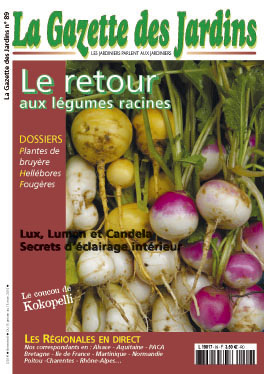 La Gazette des Jardins n° 89
La Gazette des Jardins
LES JARDINIERS PARLENT AUX JARDINIERS
Le retour
aux légumes racines
DOSSIERS
Plantes de
bruyère
Hellébores
Fougères
Lux, Lumen et Candela,
Secrets d'éclairage intérieur
Le coucou de
Kokopelli
LES RÉGIONALES EN DIRECT
Nos correspondants en : Alsace - Aquitaine - PACA
Bretagne - Ile de France - Martinique - Normandie
Poitou -Charentes - Rhône-Alpes...